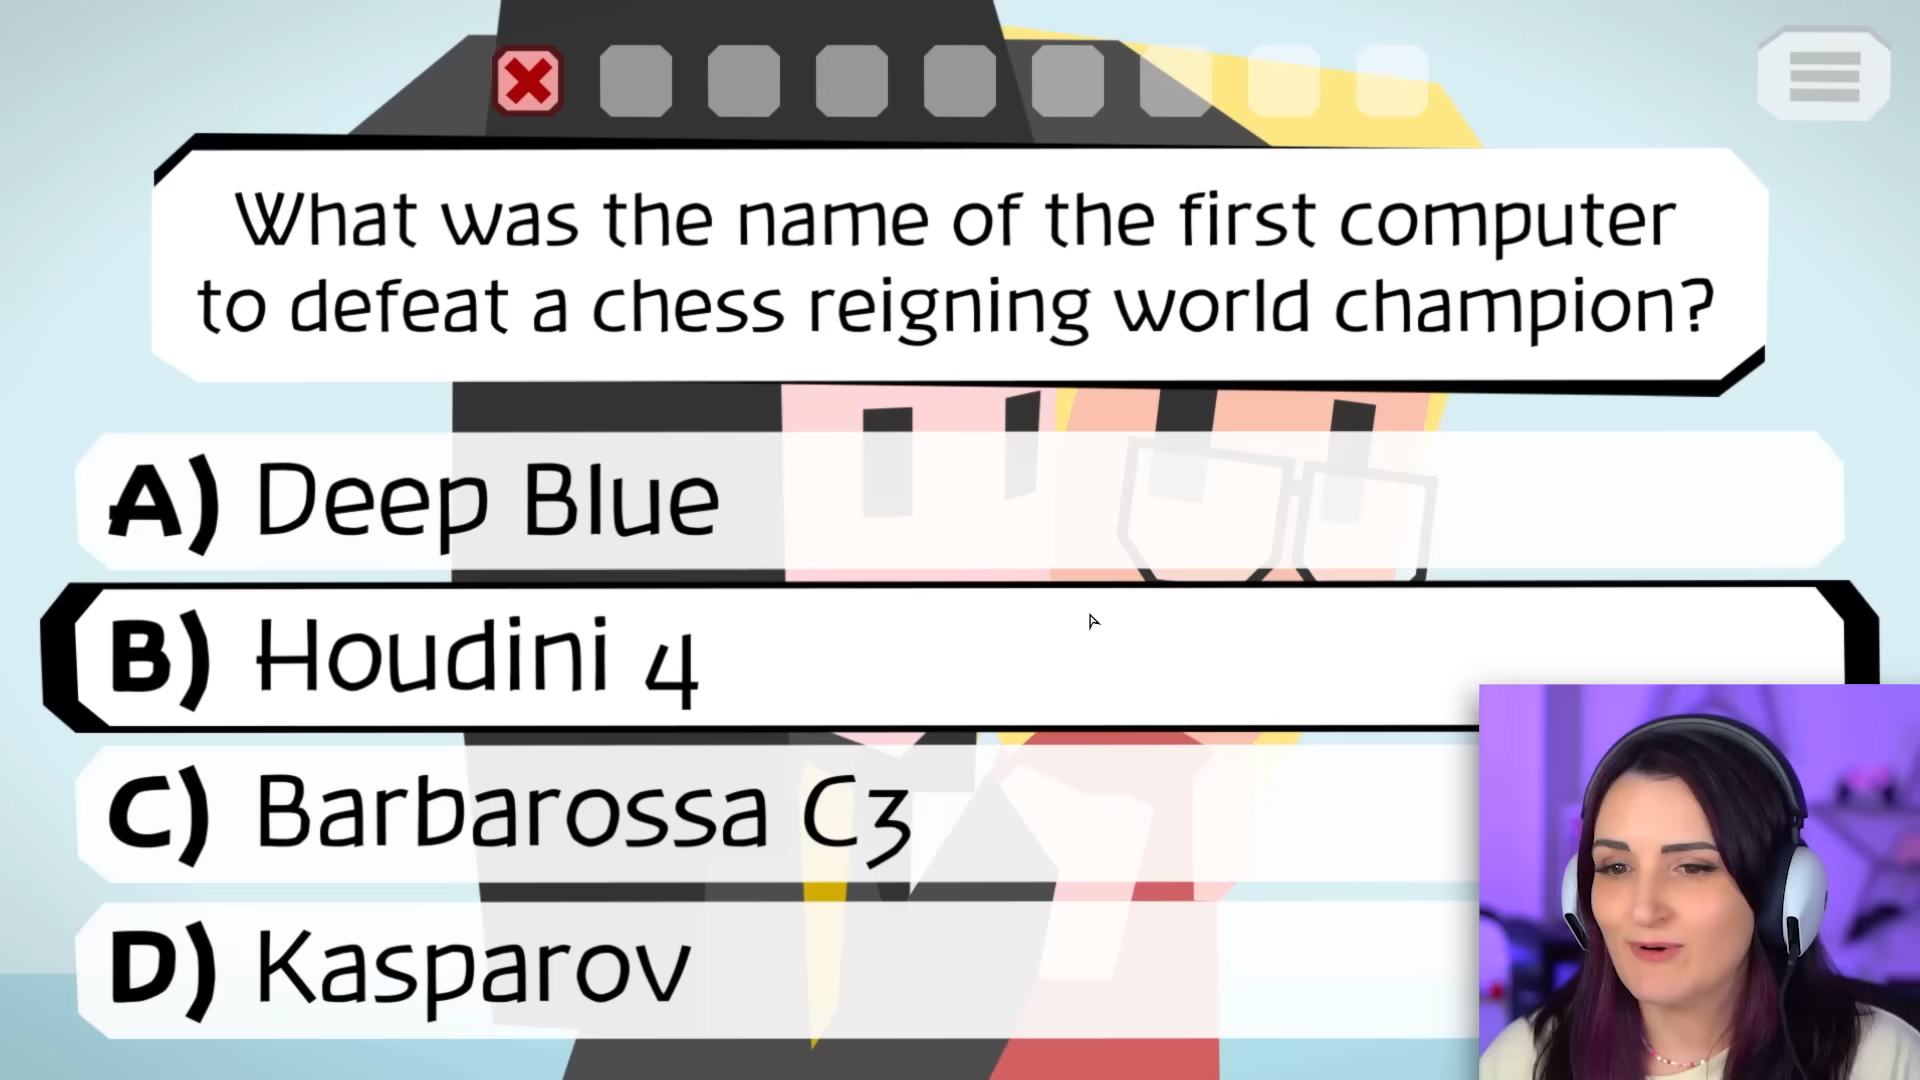 What was the name of the first computer
to defeat a chess reigning world champion?
A) Deep Blue
B) Houdini 4
C) Barbarossa C3
D) Kasparov